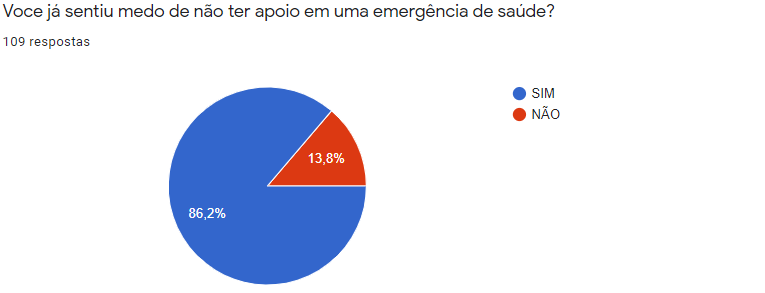 Voce já sentiu medo de não ter apoio em uma emergência de saúde?
109 respostas
SIM
NÃO
13,8%
86,2%